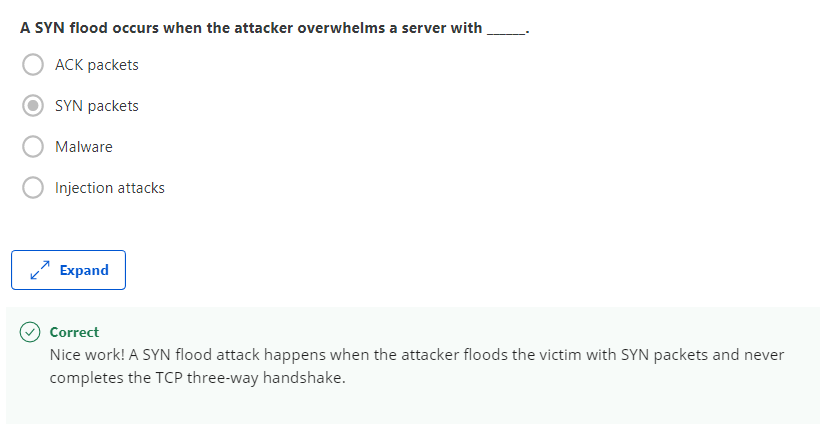 A SYN flood occurs when the attacker overwhelms a server with ______.
ACK packets
SYN packets
Malware
Injection attacks
Expand
Correct
Nice work! A SYN flood attack happens when the attacker floods the victim with SYN packets and never
completes the TCP three-way handshake.